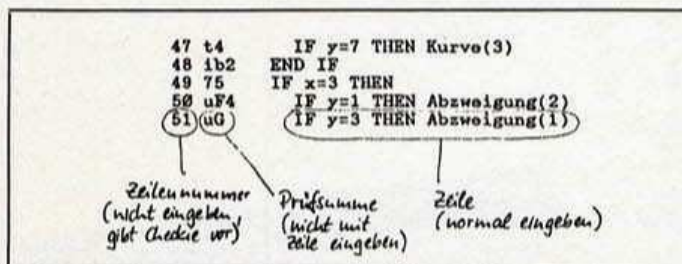 47 t4 IF y=7 THEN Kurve(3)
48 ib2 END IF
49 75 IF x=3 THEN
50 uF4 IF y=1 THEN Abzweigung(2)
51 uG IF y=3 THEN Abzweigung(1)
Zeilennummer
(nicht eingeben,
gibt Checkie vor)
Prüfsumme
(nicht mit
Zeile eingeben)
Zeile
(normal eingeben)